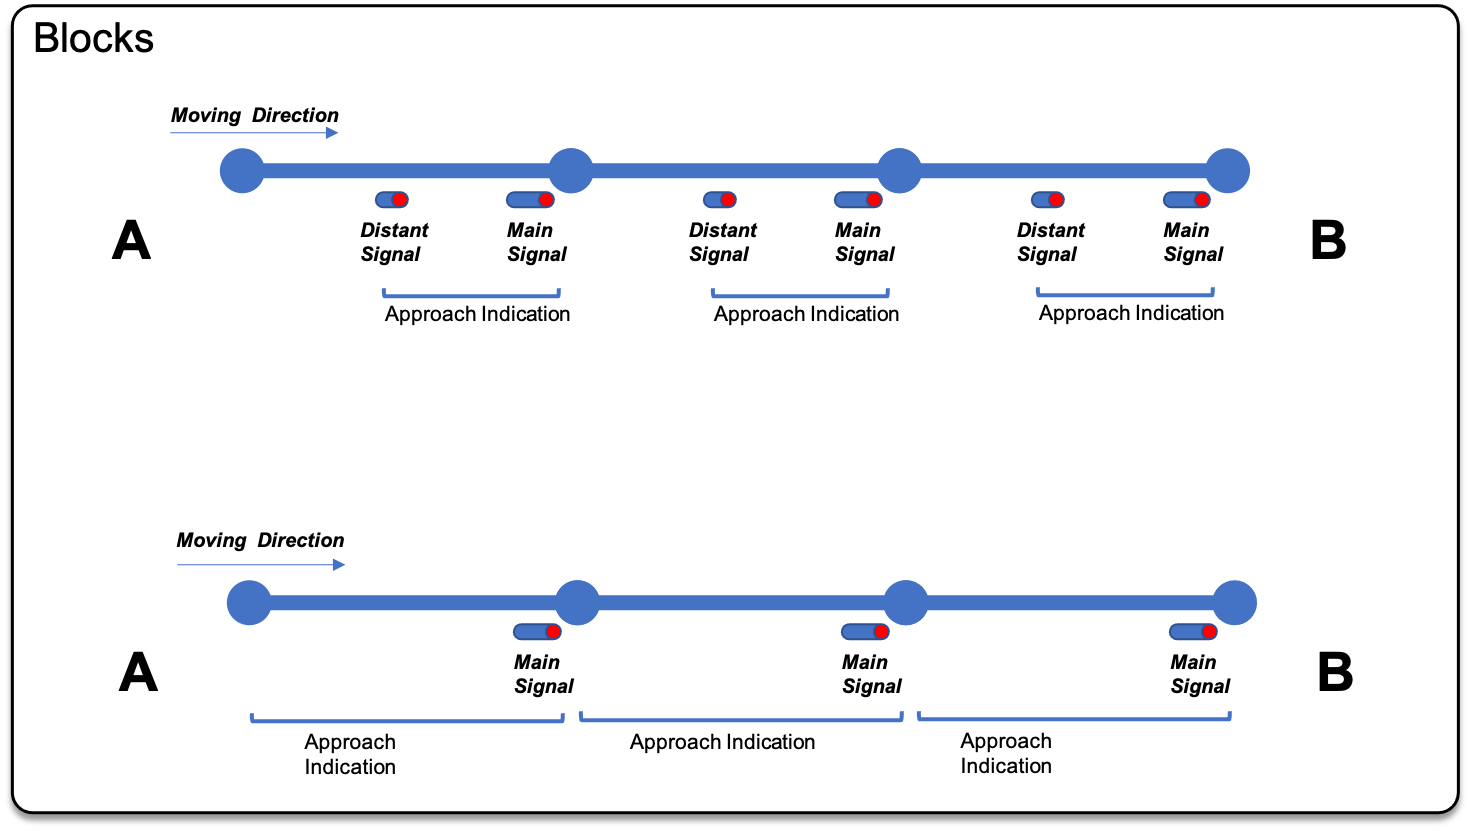 Blocks
Moving Direction
A
Distant Signal
Main Signal
Distant Signal
Main Signal
Distant Signal
Main Signal
B
Approach Indication
Approach Indication
Approach Indication
Moving Direction
A
Main Signal
Main Signal
Main Signal
B
Approach Indication
Approach Indication
Approach Indication